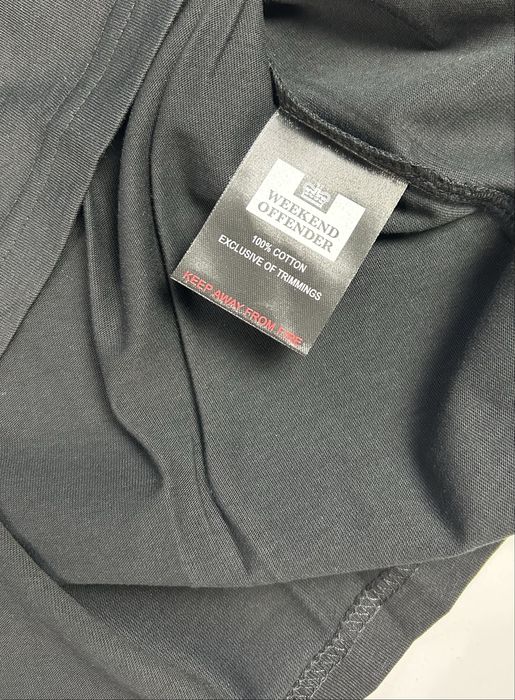 WEEKEND
OFFENDER
100% COTTON
EXCLUSIVE OF TRIMMINGS
KEEP AWAY FROM FIRE